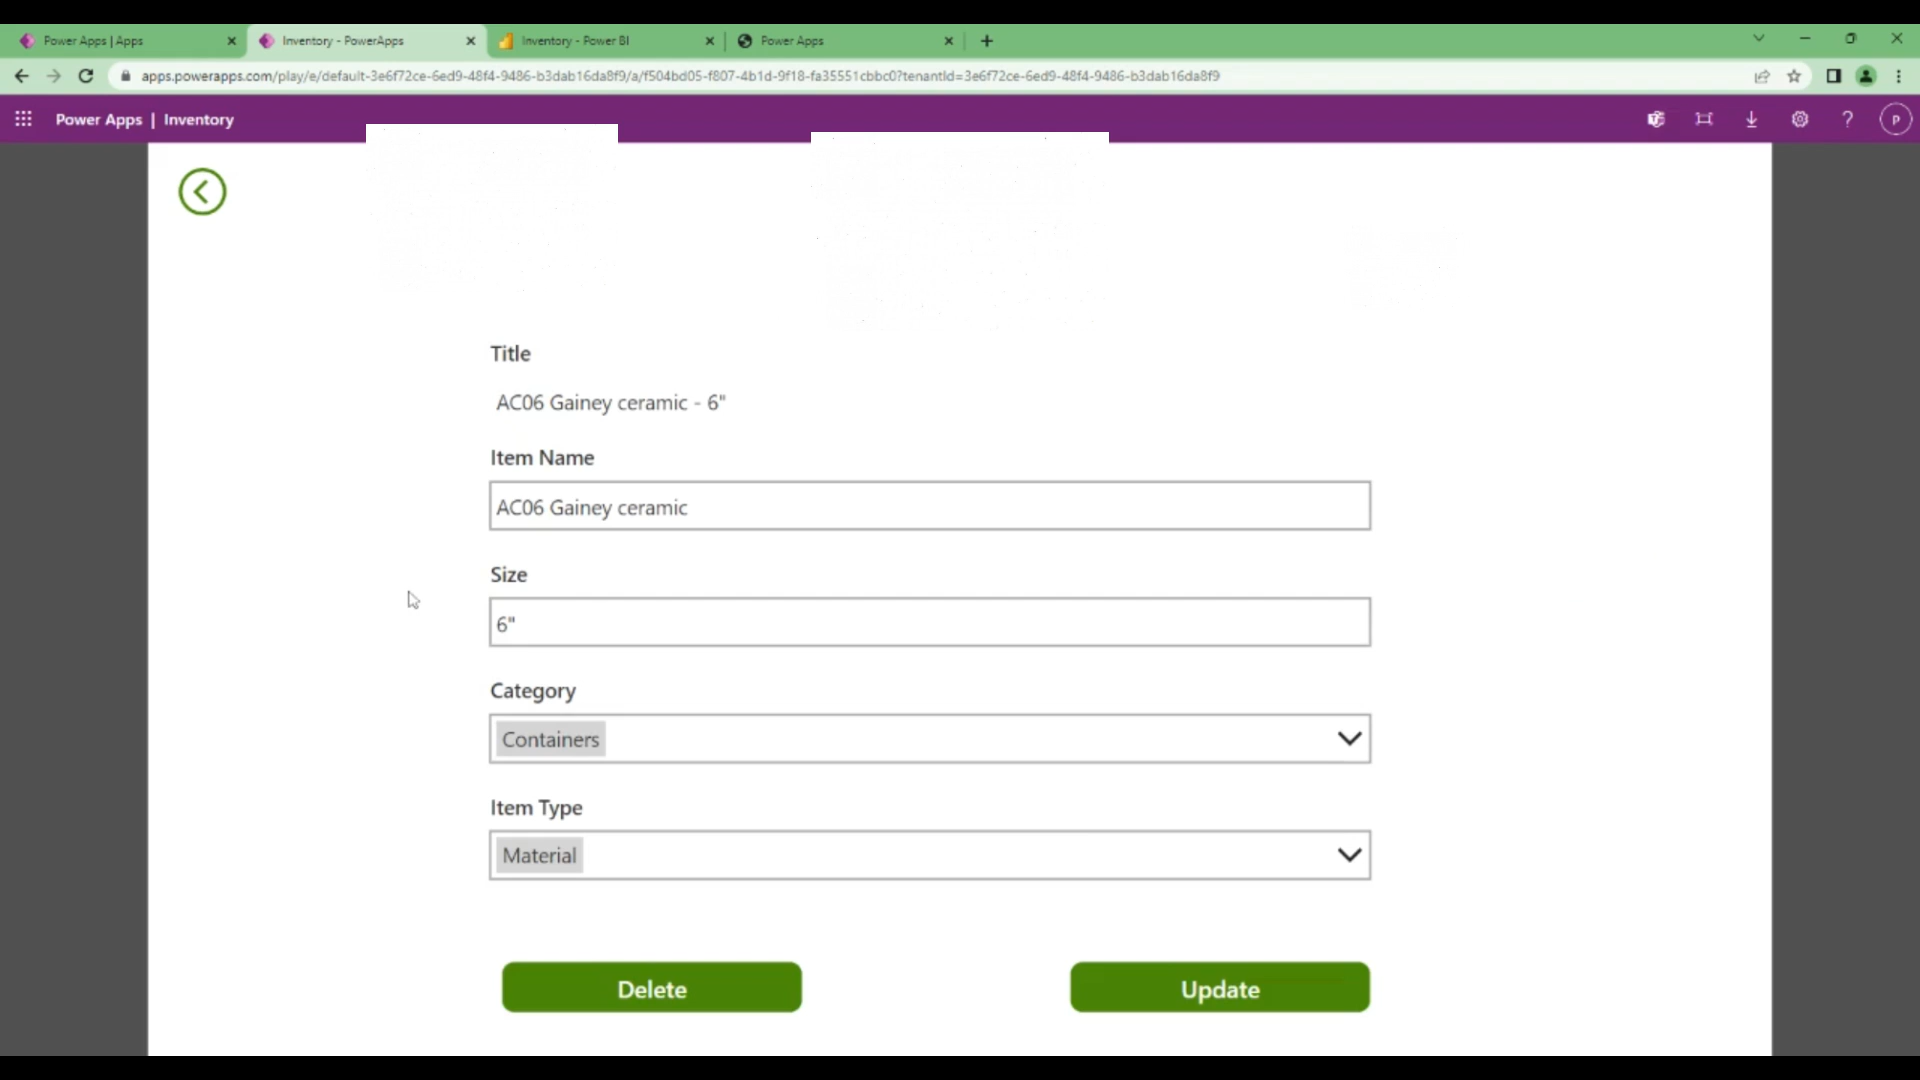 Power Apps | Apps
Inventory - PowerApps
Inventory - Power BI
Power Apps
apps.powerapps.com/play/e/default-3e6f72ce-6ed9-48f4-9486-b3dab16da8f9/a/f504bd05-f807-4b1d-9f18-fa35551cbbc0?tenantId=3e6f72ce-6ed9-48f4-9486-b3dab16da8f9
Power Apps | Inventory
?
P
Title
AC06 Gainey ceramic - 6"
Item Name
AC06 Gainey ceramic
Size
6"
Category
Containers
Item Type
Material
Delete
Update